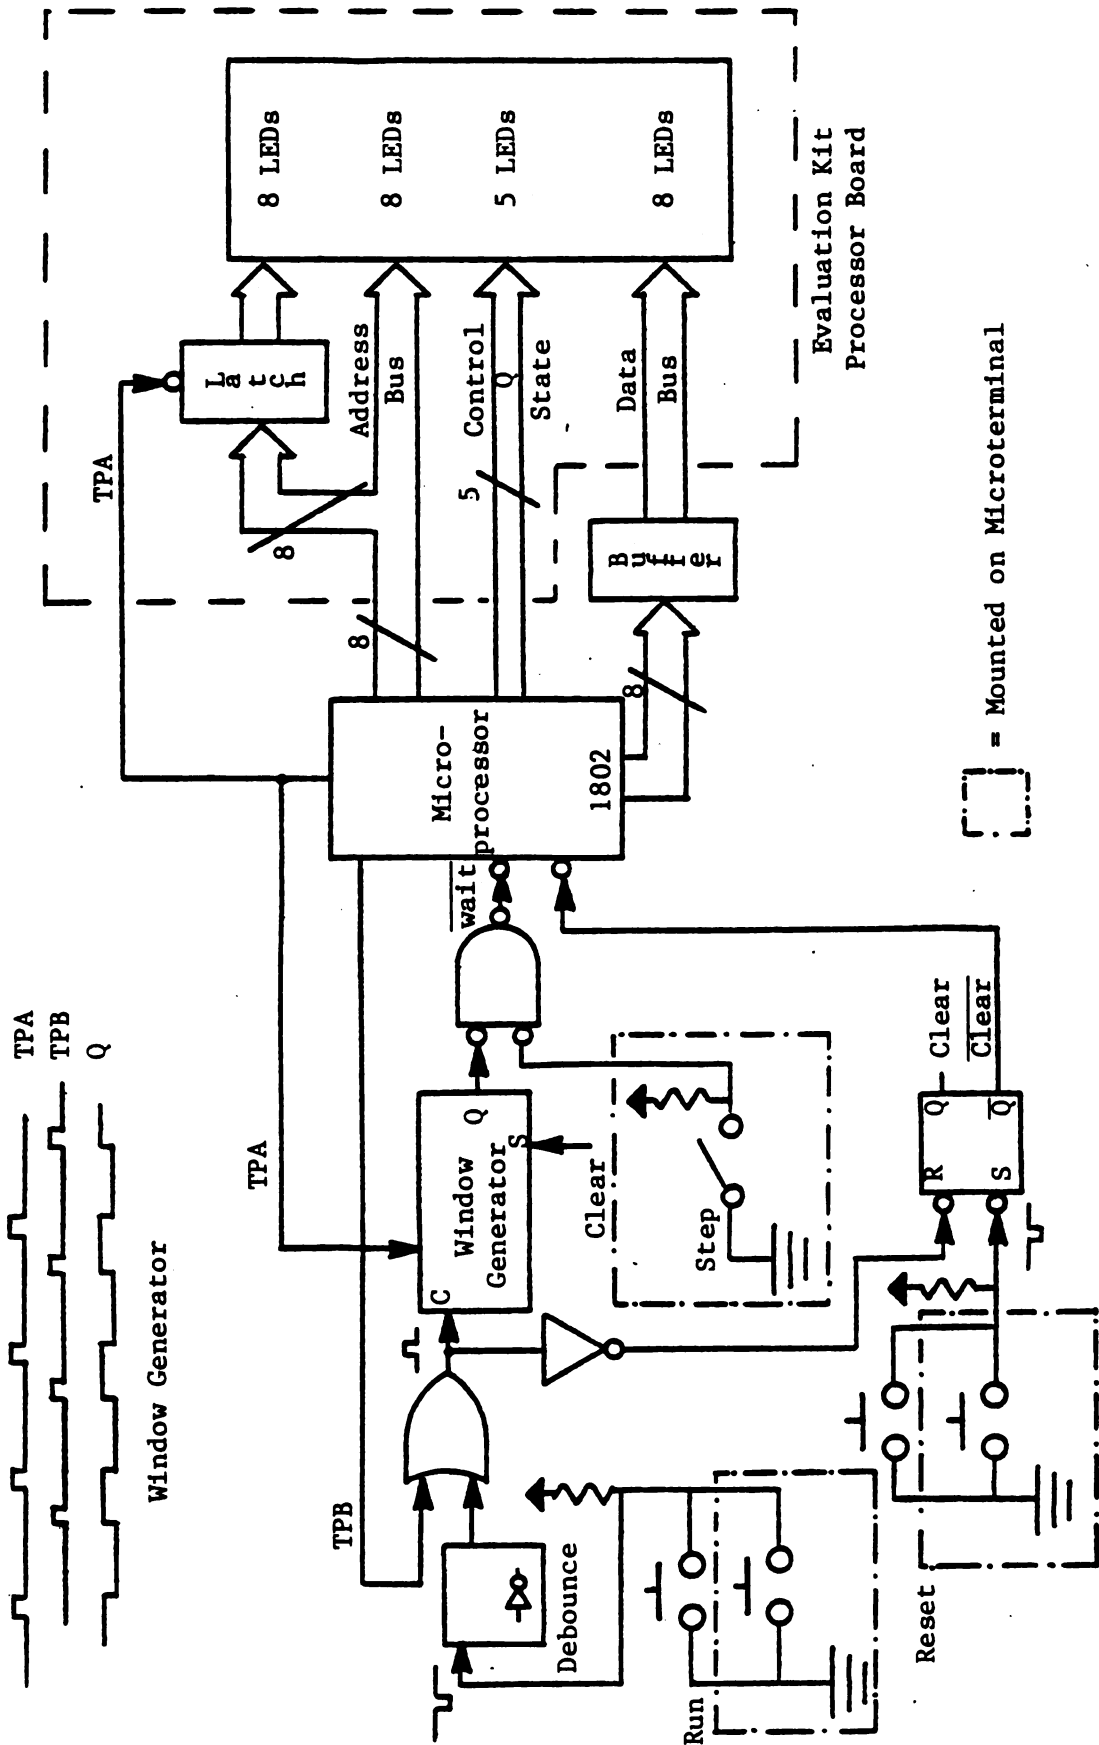 TPA
TPB
Q
Window Generator
TPB
Debounce
Run
Reset
TPA
C
Window
Generator
Q
S
Clear
Step
R
S
Q
Q
Clear
Clear
wait
Micro-
processor
1802
TPA
8
8
5
8
Latch
Address
Bus
Control
Q
State
Buffer
Data
Bus
8 LEDs
8 LEDs
5 LEDs
8 LEDs
Evaluation Kit
Processor Board
= Mounted on Microterminal